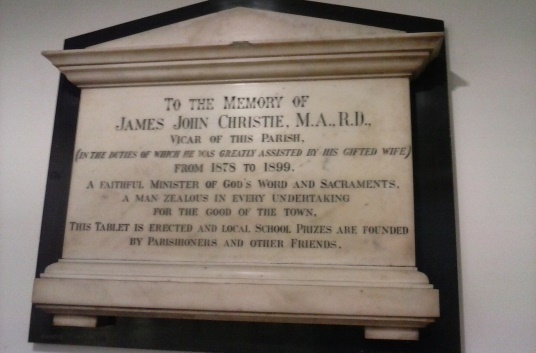 TO THE MEMORY OF
JAMES JOHN CHRISTIE, M.A., R.D.,
VICAR OF THIS PARISH,
(IN THE DUTIES OF WHICH HE WAS GREATLY ASSISTED BY HIS GIFTED WIFE)
FROM 1878 TO 1899.
A FAITHFUL MINISTER OF GOD'S WORD AND SACRAMENTS,
A MAN ZEALOUS IN EVERY UNDERTAKING
FOR THE GOOD OF THE TOWN,
THIS TABLET IS ERECTED AND LOCAL SCHOOL PRIZES ARE FOUNDED
BY PARISHIONERS AND OTHER FRIENDS.